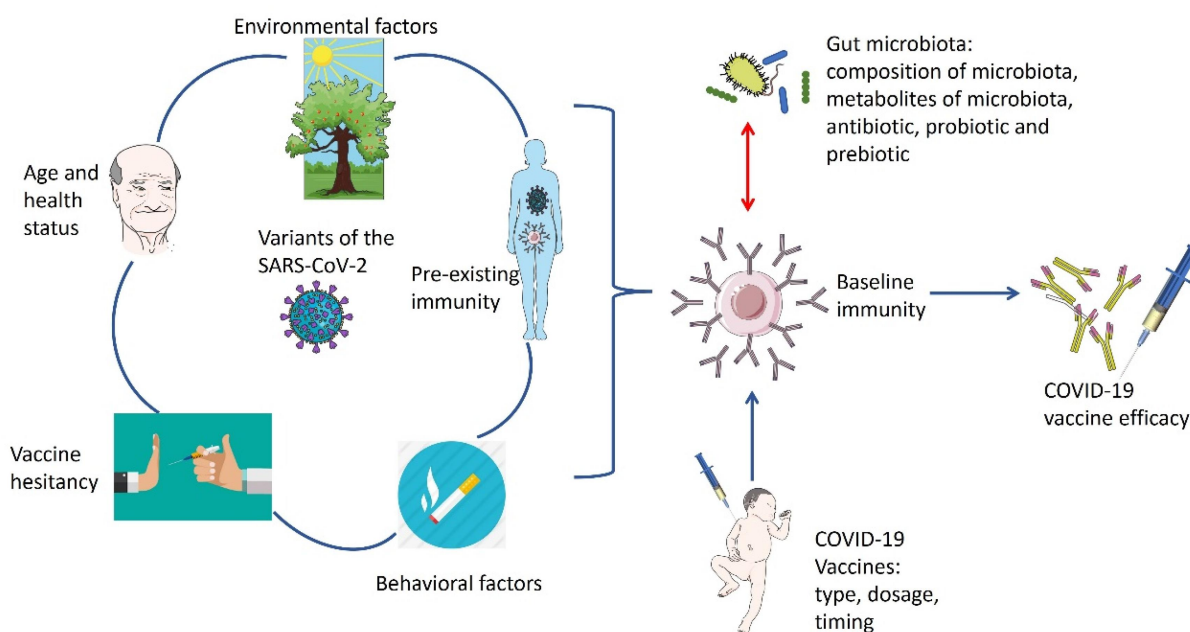 Environmental factors
Age and
health
status
Variants of the
SARS-CoV-2
Pre-existing
immunity
Vaccine
hesitancy
Behavioral factors
Gut microbiota:
composition of microbiota,
metabolites of microbiota,
antibiotic, probiotic and
prebiotic
Baseline
immunity
COVID-19
vaccine efficacy
COVID-19
Vaccines:
type, dosage,
timing